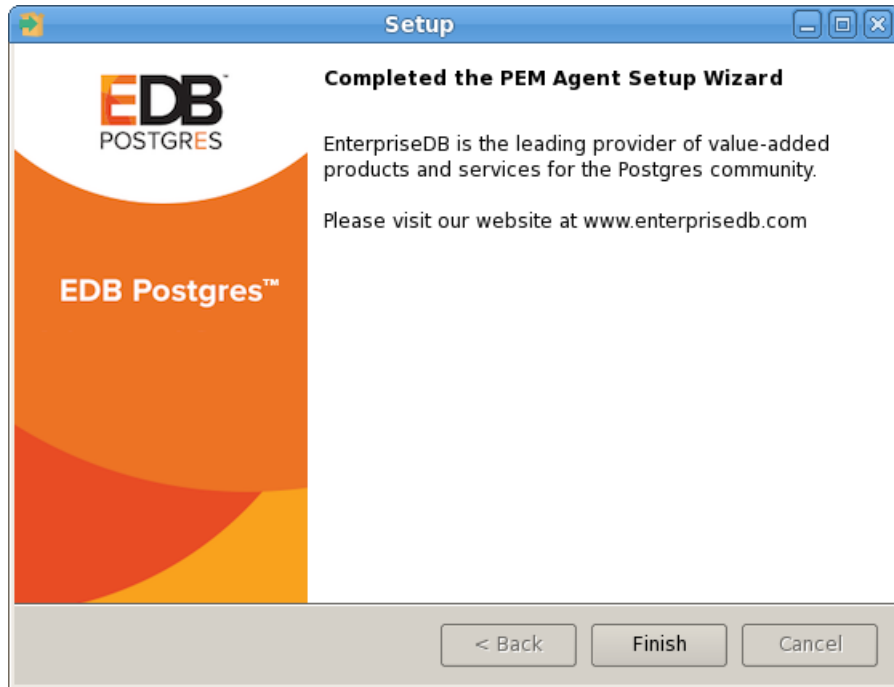 Setup
EDB
POSTGRES
EDB Postgres™
Completed the PEM Agent Setup Wizard
EnterpriseDB is the leading provider of value-added
products and services for the Postgres community.
Please visit our website at www.enterprisedb.com
< Back
Finish
Cancel